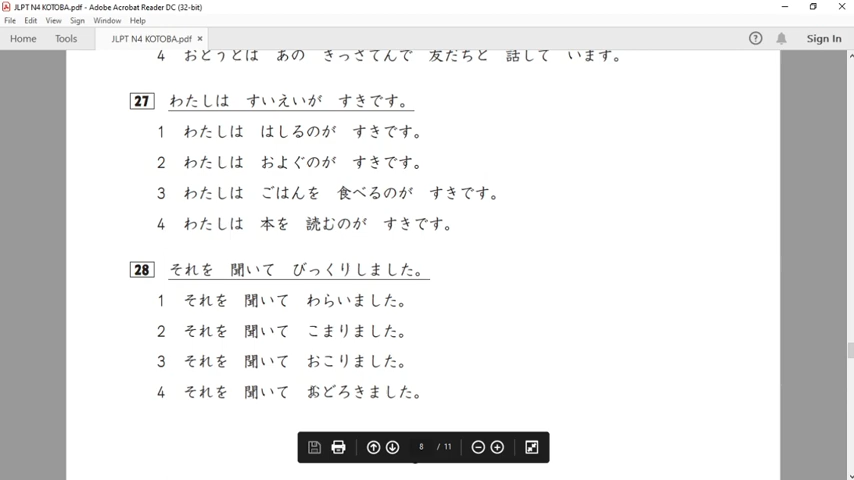 JLPT N4 KOTOBA.pdf - Adobe Acrobat Reader DC (32-bit)
File Edit View Sign Window Help
Home Tools JLPT N4 KOTOBA.pdf × Sign In
4 おとうとは あの きっさてんで 友だちと 話して います。
27 わたしは すいえいが すきです。
1 わたしは はしるのが すきです。
2 わたしは およぐのが すきです。
3 わたしは ごはんを 食べるのが すきです。
4 わたしは 本を 読むのが すきです。
28 それを 聞いて びっくりしました。
1 それを 聞いて わらいました。
2 それを 聞いて こまりました。
3 それを 聞いて おこりました。
4 それを 聞いて おどろきました。
8 / 11